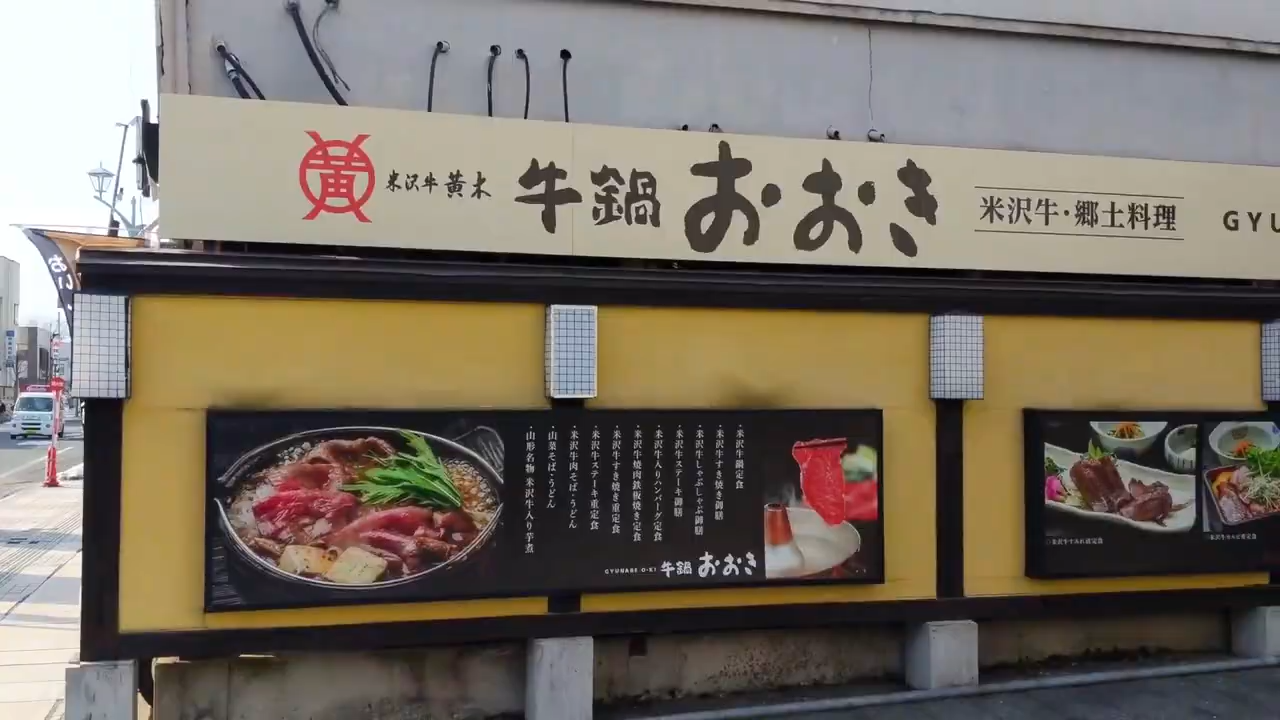 黄
米沢牛 黄木
牛鍋 おおき
米沢牛・郷土料理
GYU
・米沢牛鍋定食
・米沢牛すき焼き御膳
・米沢牛しゃぶしゃぶ御膳
・米沢牛ステーキ御膳
・米沢牛入りハンバーグ定食
・米沢牛焼肉鉄板焼き定食
・米沢牛すき焼き重定食
・米沢牛ステーキ重定食
・米沢牛肉そば・うどん
・山菜そば・うどん
・山形名物 米沢牛入り芋煮
GYUNABE O-KI 牛鍋 おおき